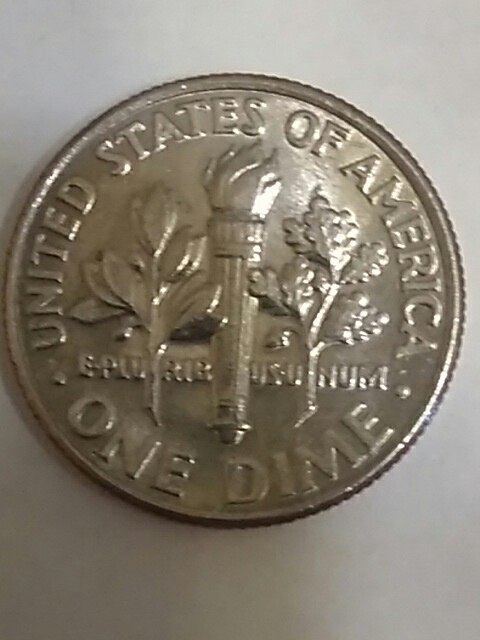 UNITED STATES OF AMERICA
E · PLURIBUS · UNUM
ONE DIME